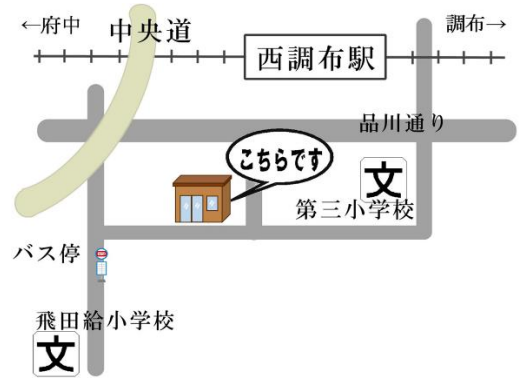 ←府中
中央道
調布→
西調布駅
品川通り
こちらです
文
第三小学校
バス停
飛田給小学校
文